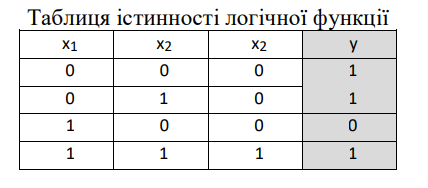 Таблиця істинності логічної функції
x1 x2 x2 y
0 0 0 1
0 1 0 1
1 0 0 0
1 1 1 1